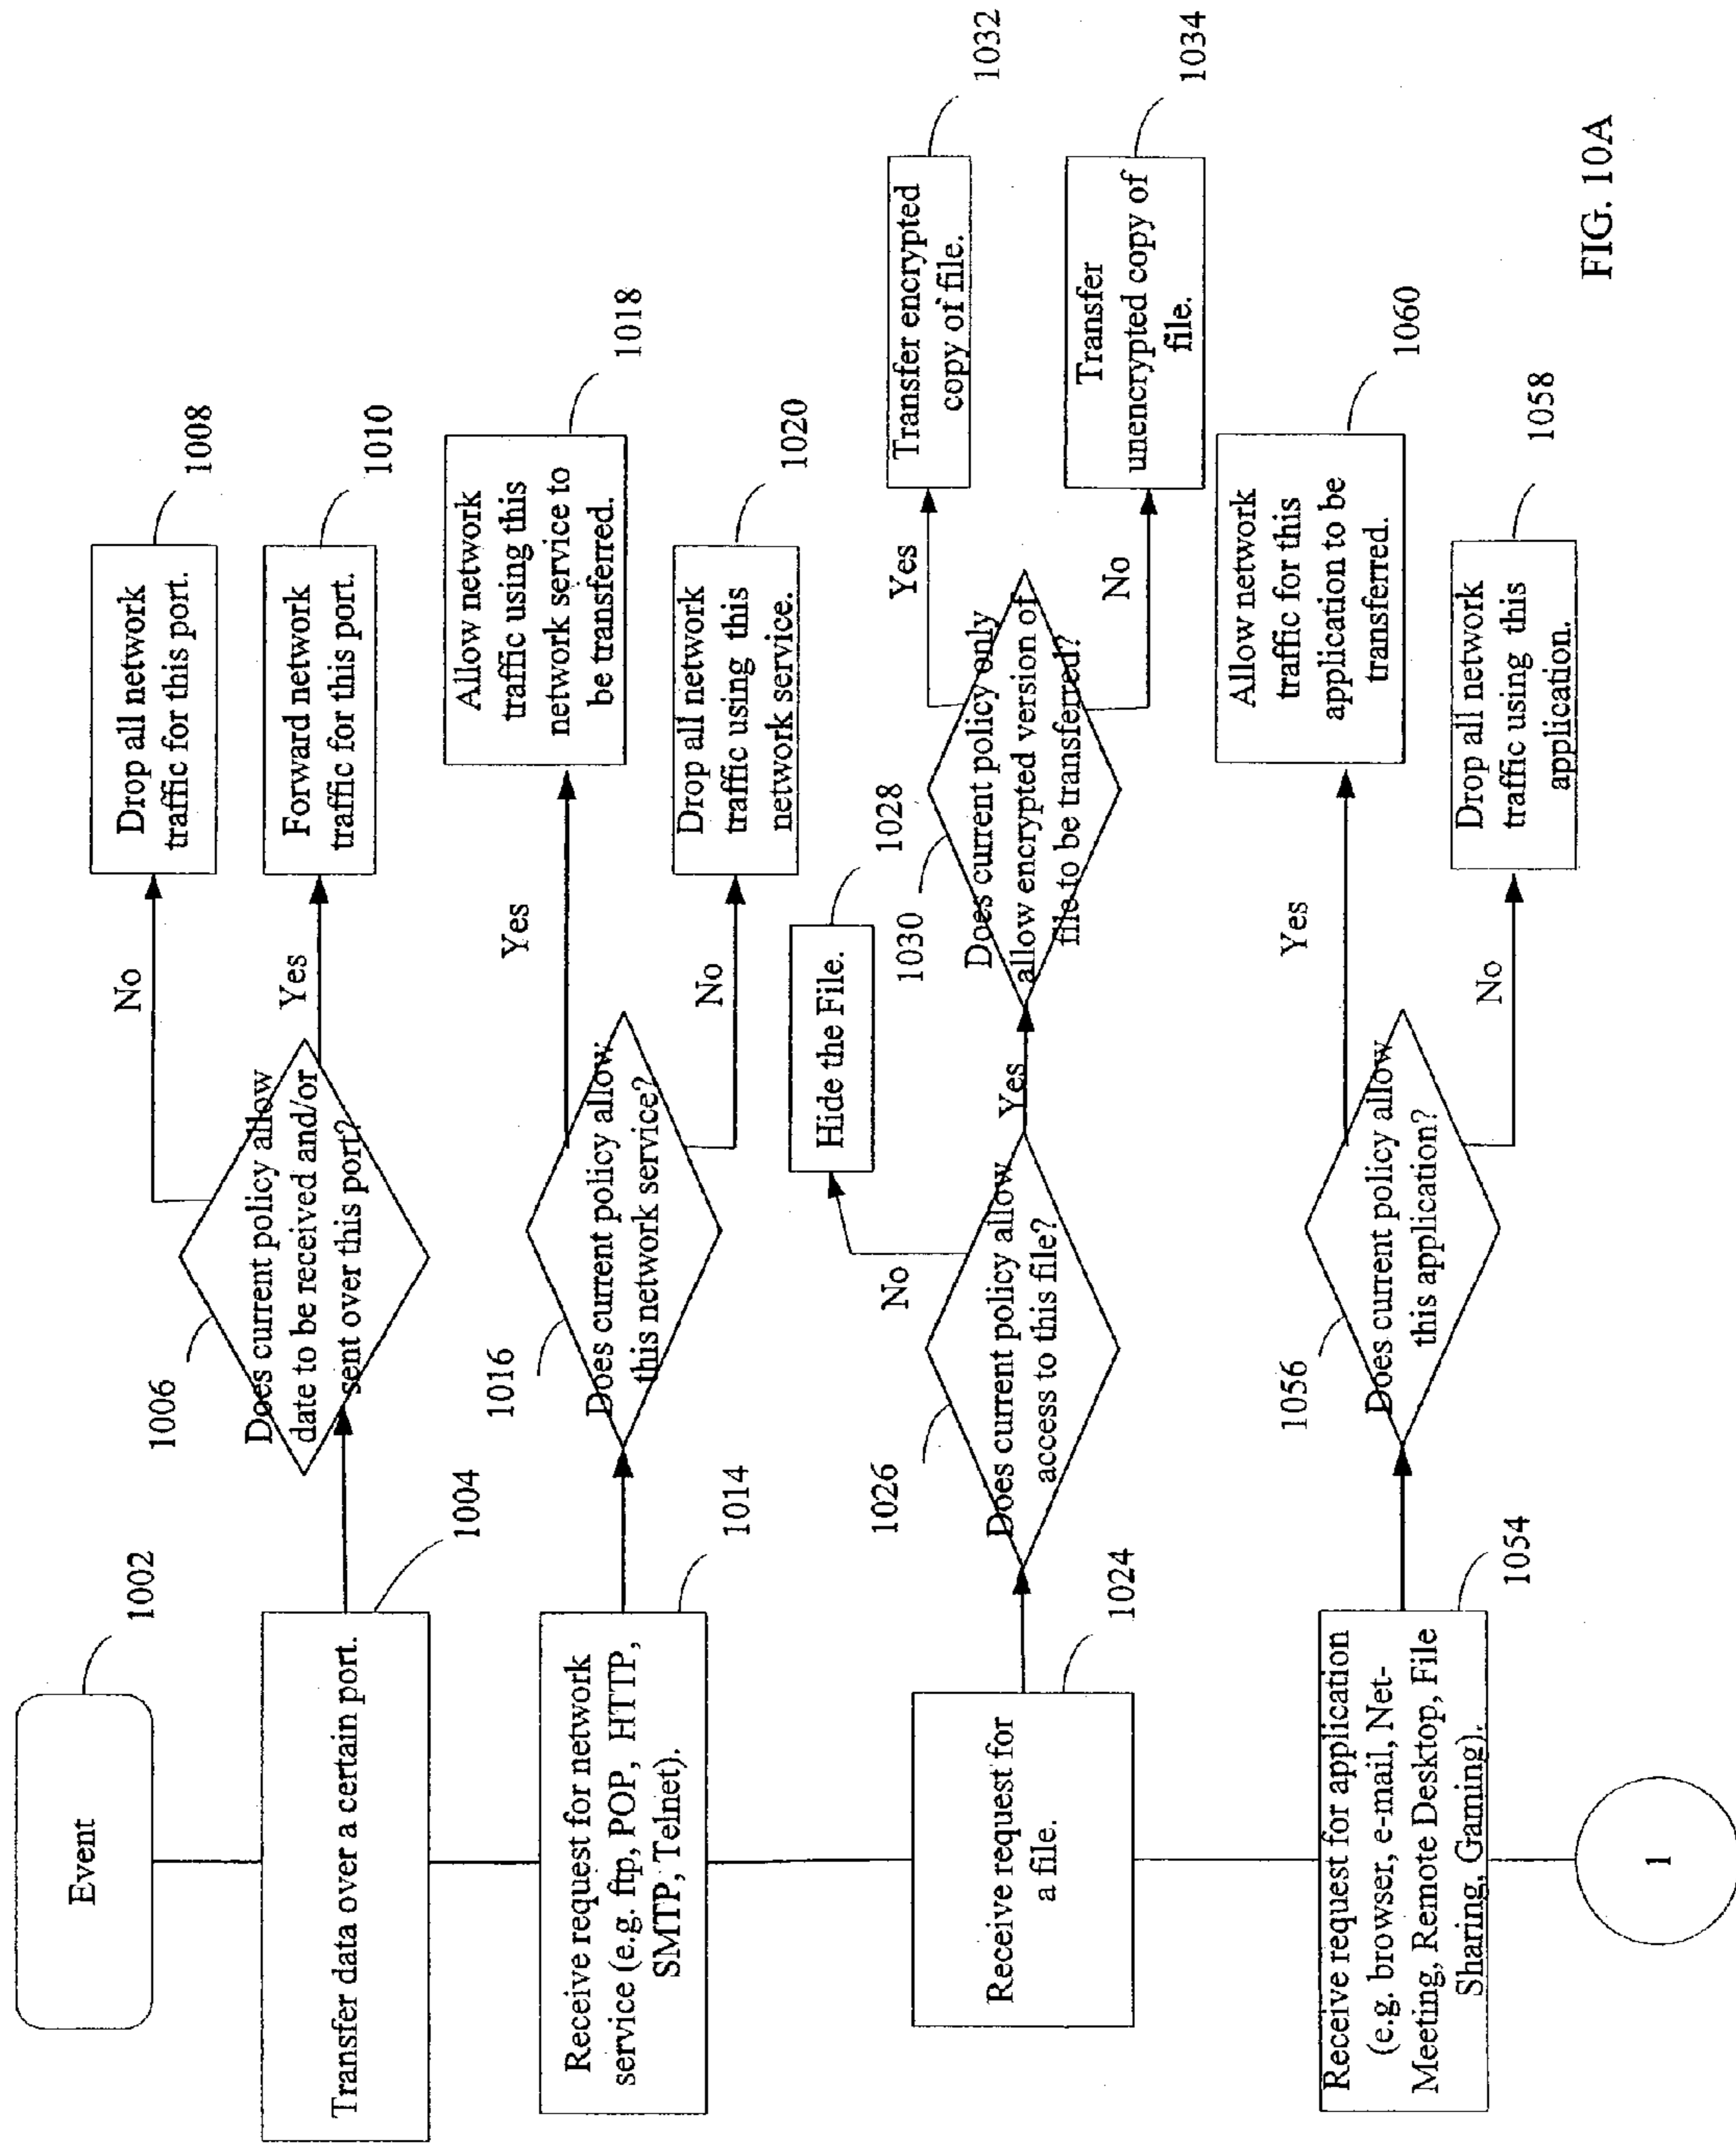 Event
1002
Transfer data over a certain port.
1004
Does current policy allow
date to be received and/or
sent over this port?
1006
No
Drop all network
traffic for this port.
1008
Yes
Forward network
traffic for this port.
1010
Receive request for network
service (e.g. ftp, POP, HTTP,
SMTP, Telnet).
1014
Does current policy allow
this network service?
1016
Yes
Allow network
traffic using this
network service to
be transferred.
1018
No
Drop all network
traffic using this
network service.
1020
Receive request for
a file.
1024
Does current policy allow
access to this file?
1026
No
Hide the File.
1028
Yes
Does current policy only
allow encrypted version of
file to be transferred?
1030
Yes
Transfer encrypted
copy of file.
1032
No
Transfer
unencrypted copy of
file.
1034
Receive request for application
(e.g. browser, e-mail, Net-
Meeting, Remote Desktop, File
Sharing, Gaming).
1054
Does current policy allow
this application?
1056
Yes
Allow network
traffic for this
application to be
transferred.
1060
No
Drop all network
traffic using this
application.
1058
1
FIG. 10A